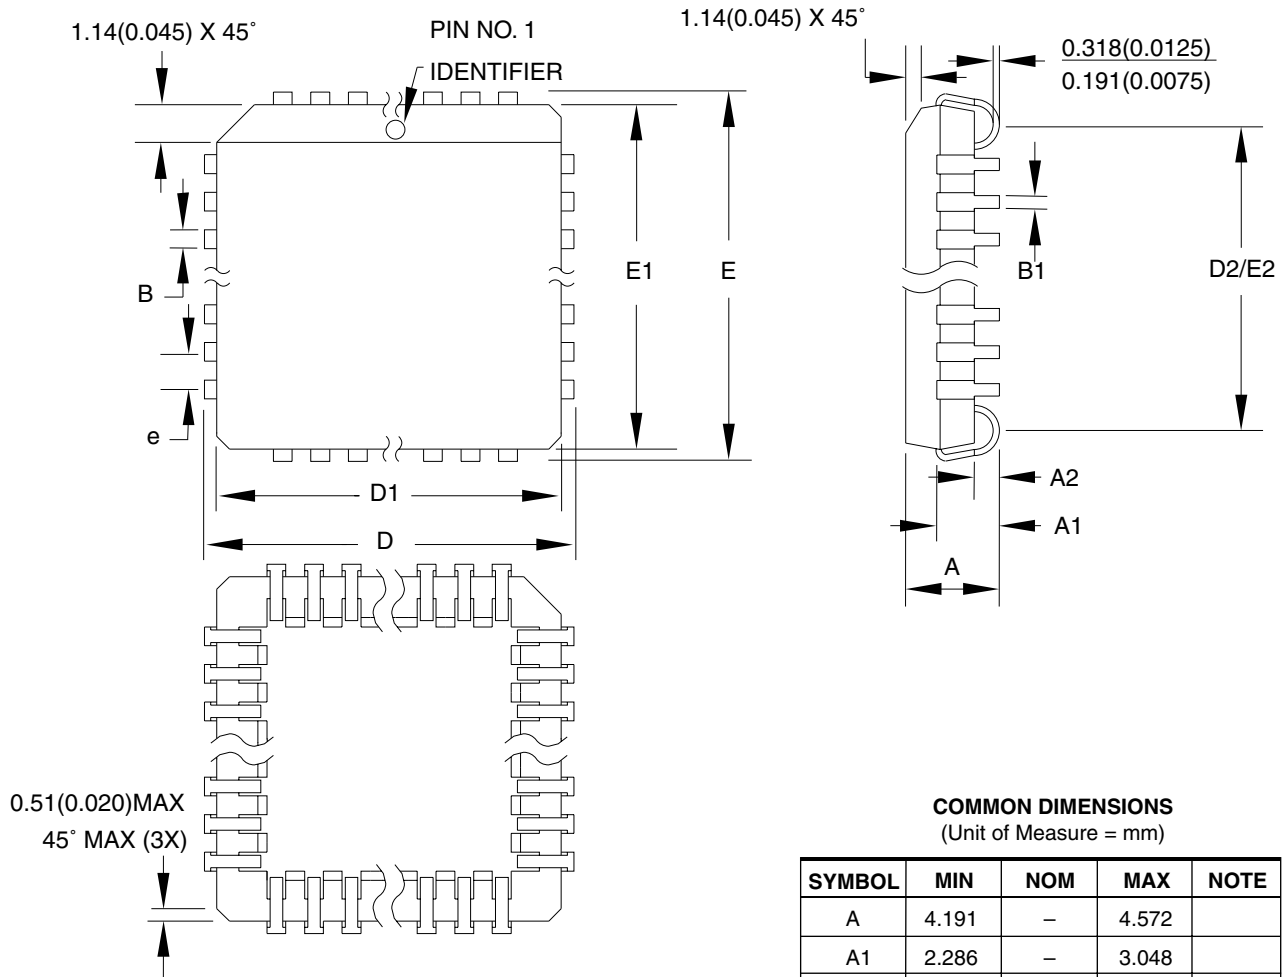 1.14(0.045) X 45°
PIN NO. 1
IDENTIFIER
1.14(0.045) X 45°
0.318(0.0125)
0.191(0.0075)
B
e
E1
E
B1
D2/E2
D1
D
A2
A1
A
0.51(0.020)MAX
45° MAX (3X)
COMMON DIMENSIONS
(Unit of Measure = mm)
SYMBOL MIN NOM MAX NOTE
A 4.191 – 4.572
A1 2.286 – 3.048